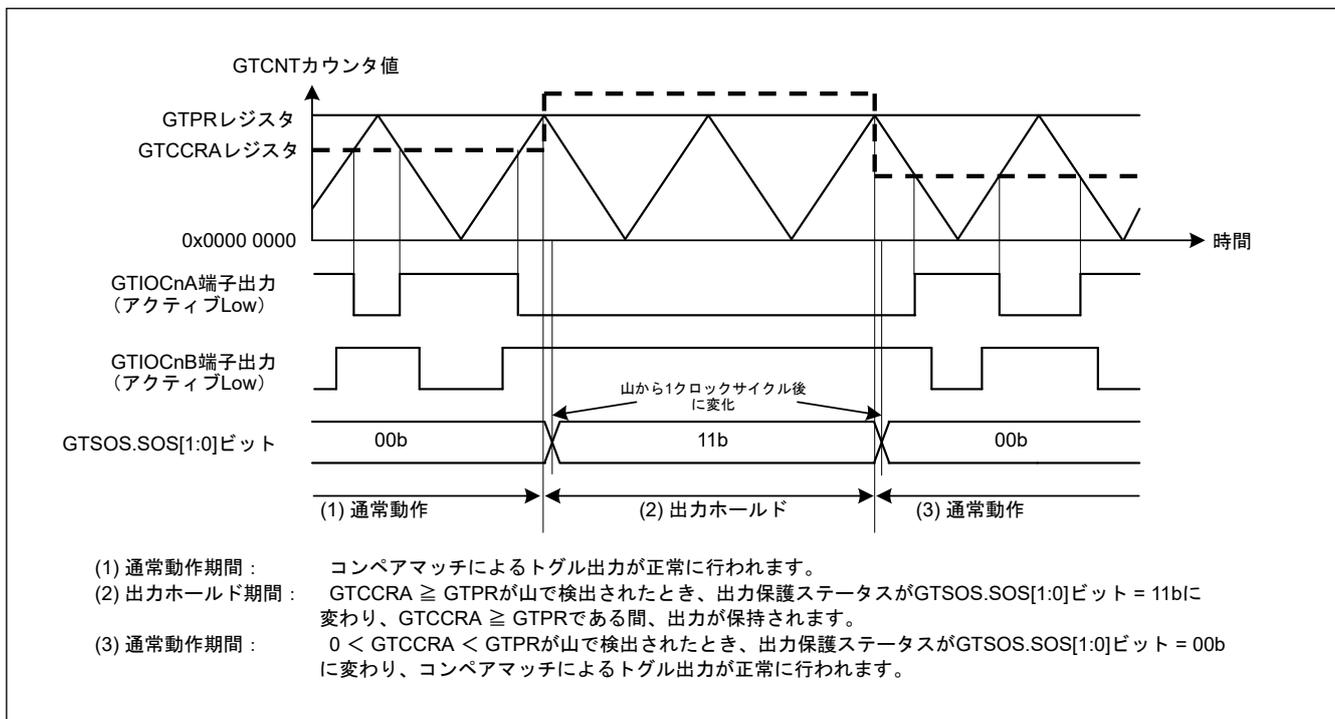 GTCNTカウンタ値
GTPRレジスタ
GTCCRAレジスタ
0x0000 0000
時間
GTIOCnA端子出力
（アクティブLow）
GTIOCnB端子出力
（アクティブLow）
山から1クロックサイクル後
に変化
GTSOS.SOS[1:0]ビット
00b
11b
00b
(1) 通常動作
(2) 出力ホールド
(3) 通常動作
(1) 通常動作期間： コンペアマッチによるトグル出力が正常に行われます。
(2) 出力ホールド期間： GTCCRA ≧ GTPRが山で検出されたとき、出力保護ステータスがGTSOS.SOS[1:0]ビット = 11bに
変わり、GTCCRA ≧ GTPRである間、出力が保持されます。
(3) 通常動作期間： 0 < GTCCRA < GTPRが山で検出されたとき、出力保護ステータスがGTSOS.SOS[1:0]ビット = 00b
に変わり、コンペアマッチによるトグル出力が正常に行われます。